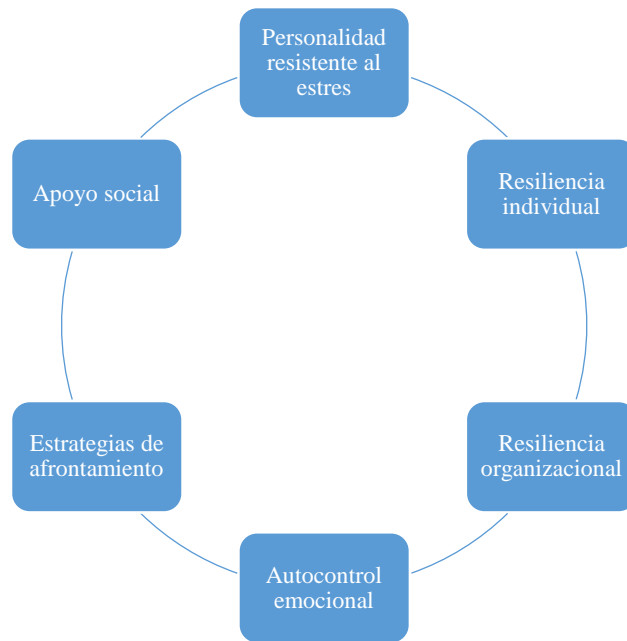 Personalidad
resistente al
estres
Apoyo social
Resiliencia
individual
Estrategias de
afrontamiento
Resiliencia
organizacional
Autocontrol
emocional